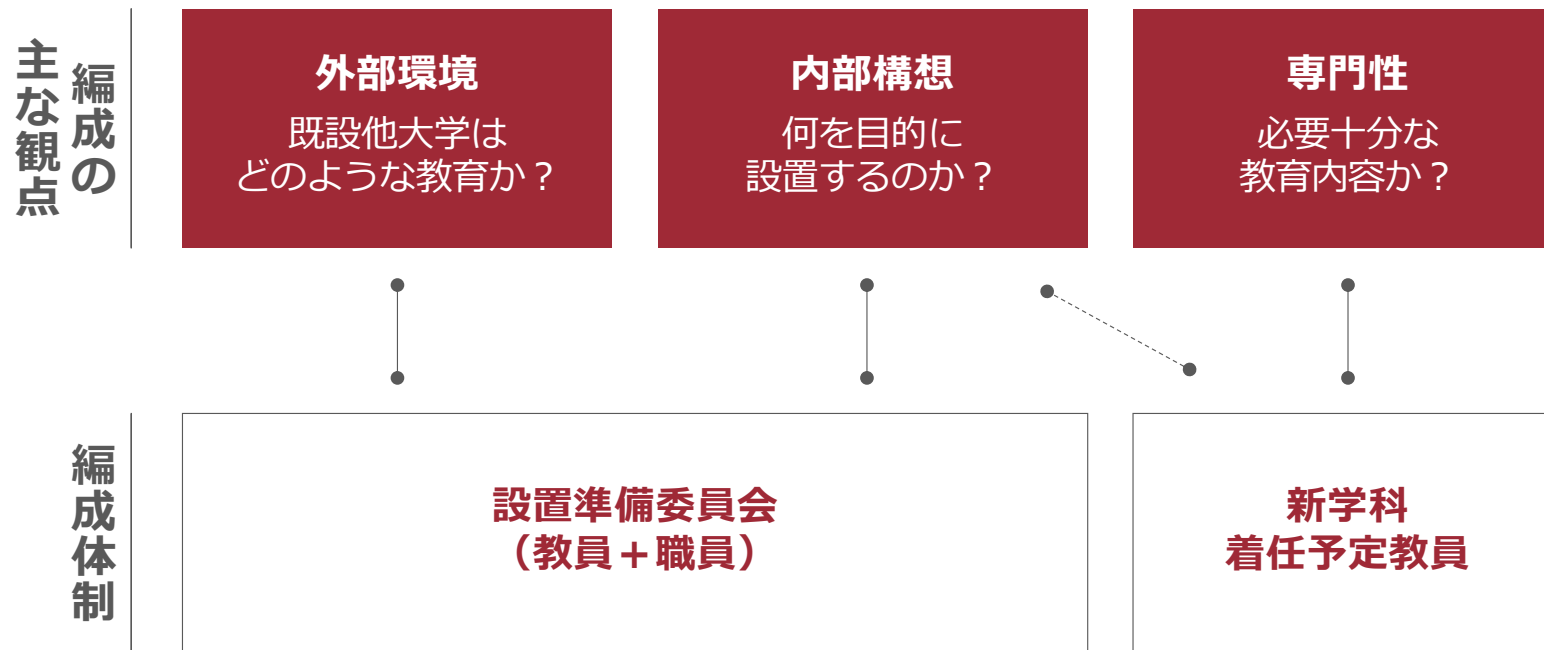 編成の
主な観点
外部環境
既設他大学は
どのような教育か？
内部構想
何を目的に
設置するのか？
専門性
必要十分な
教育内容か？
編成体制
設置準備委員会
（教員＋職員）
新学科
着任予定教員